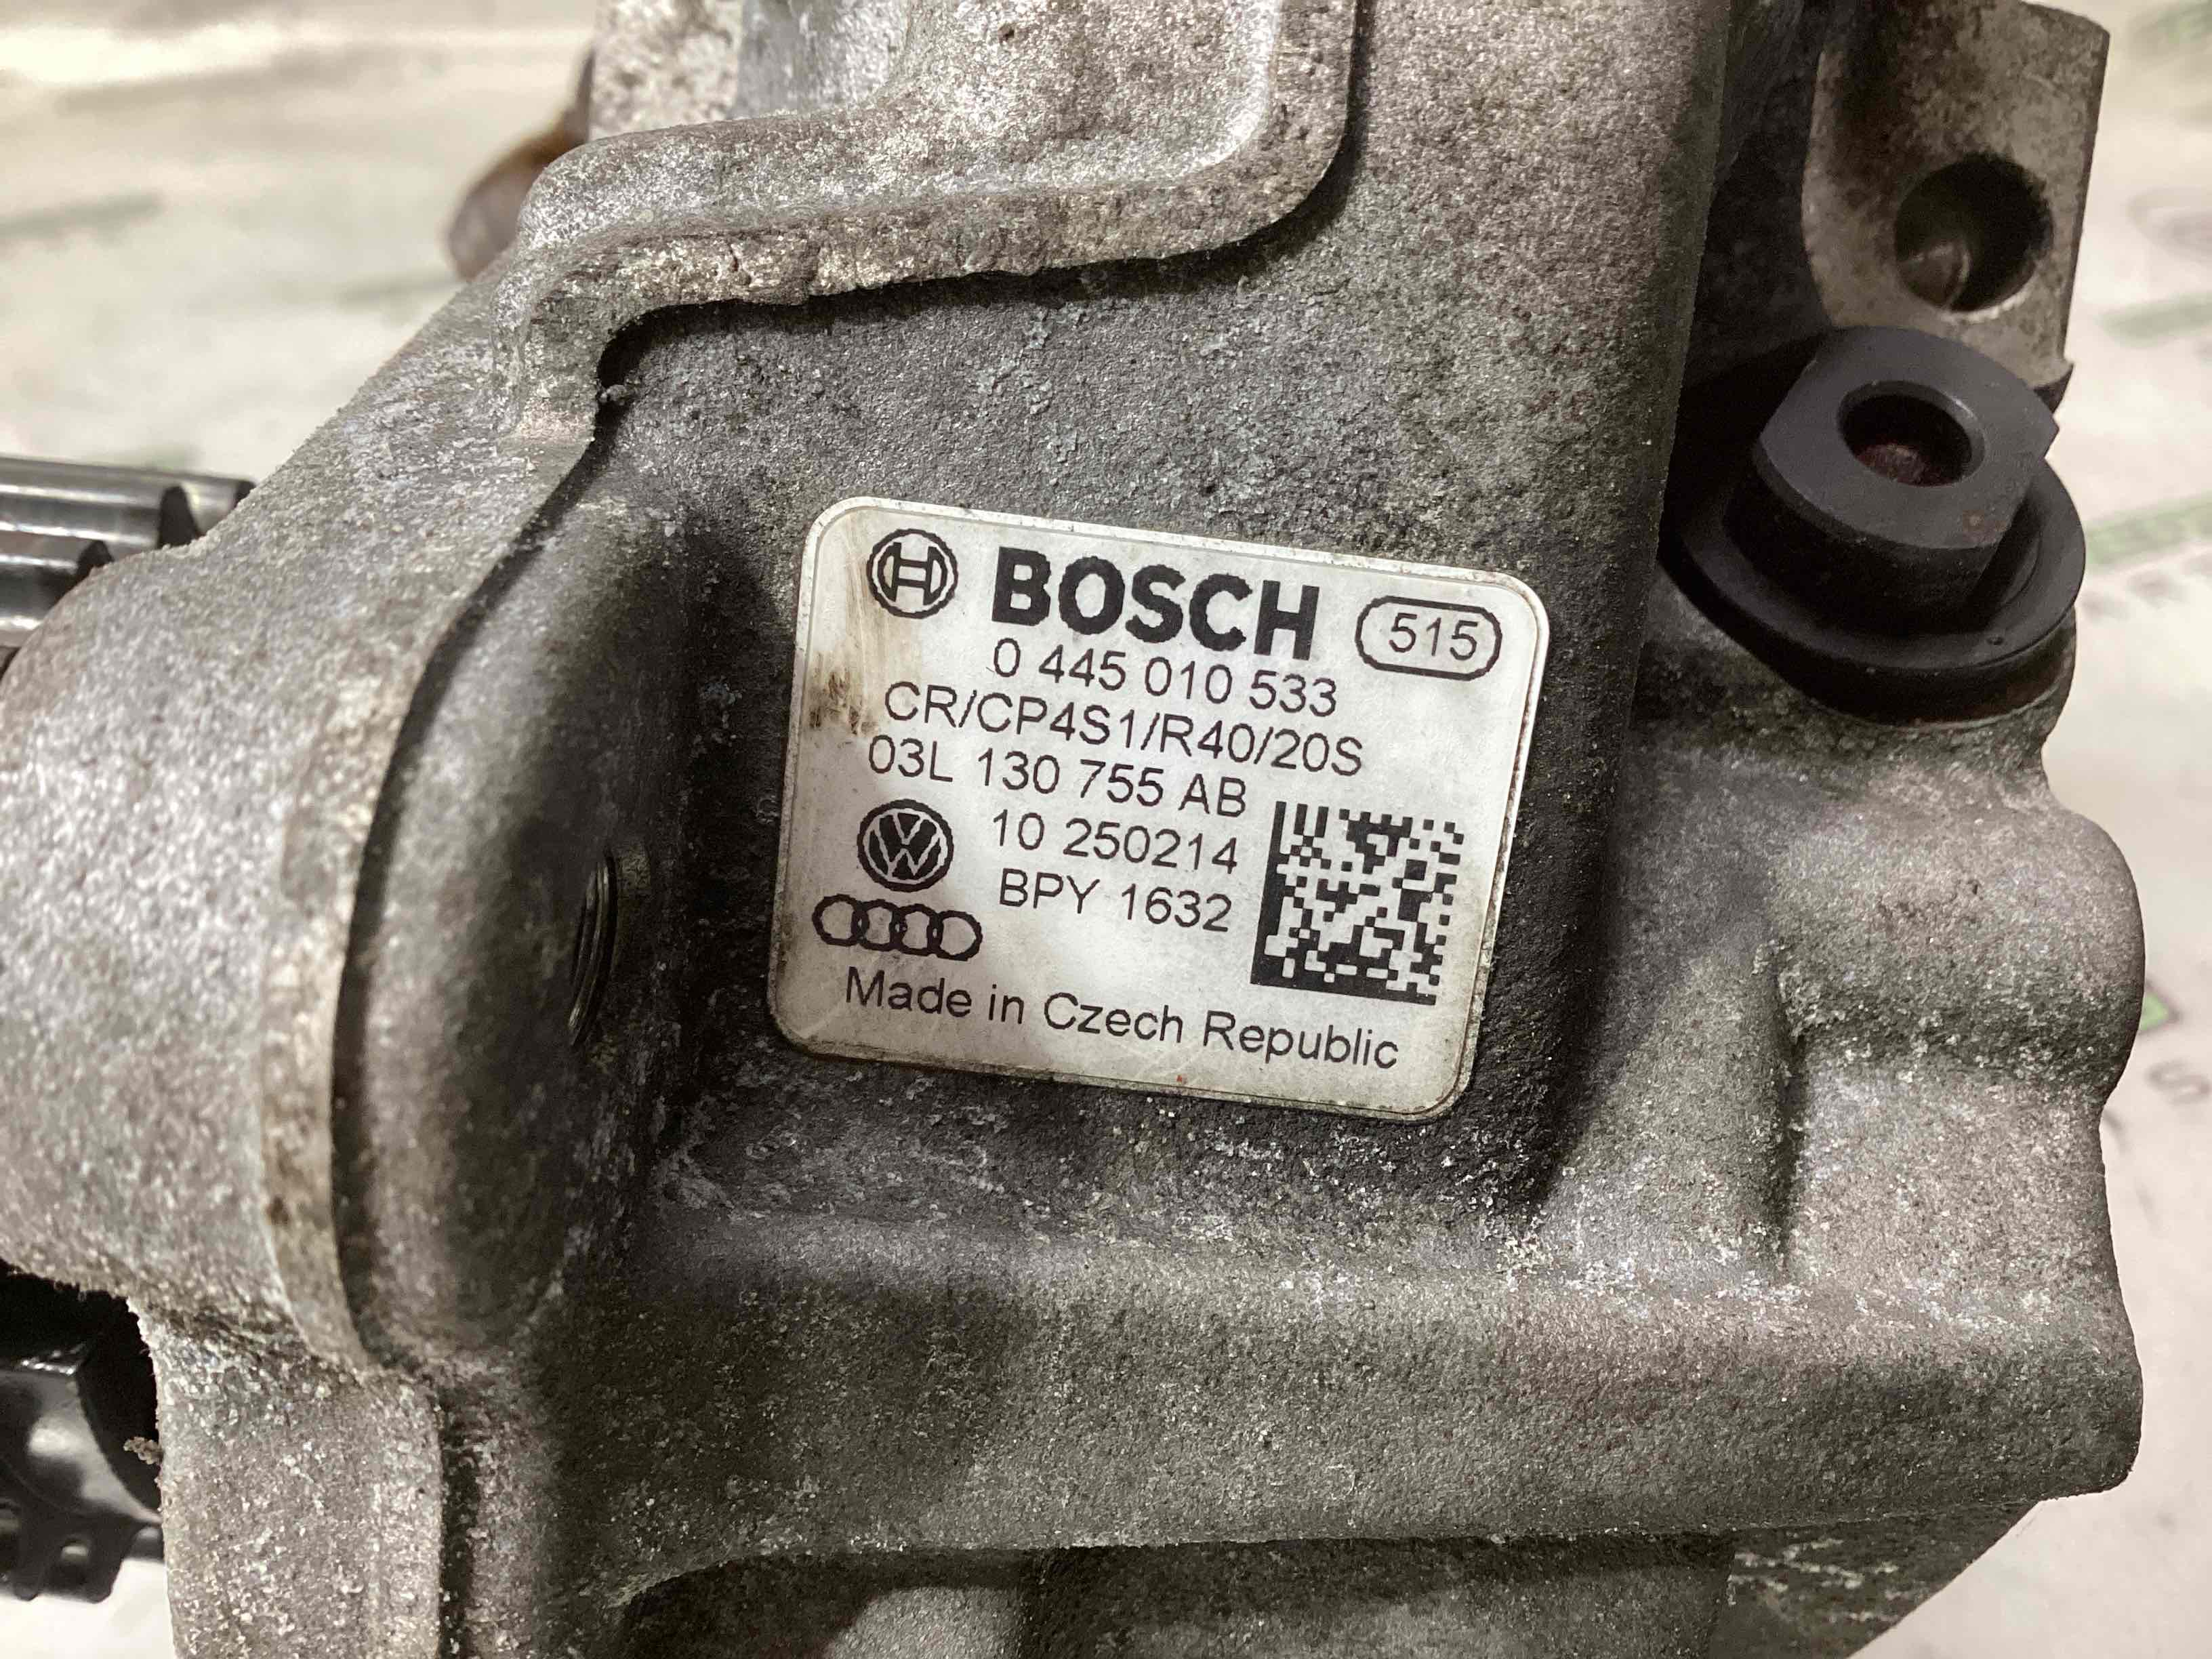 BOSCH 515
0 445 010 533
CR/CP4S1/R40/20S
03L 130 755 AB
10 250214
BPY 1632
Made in Czech Republic